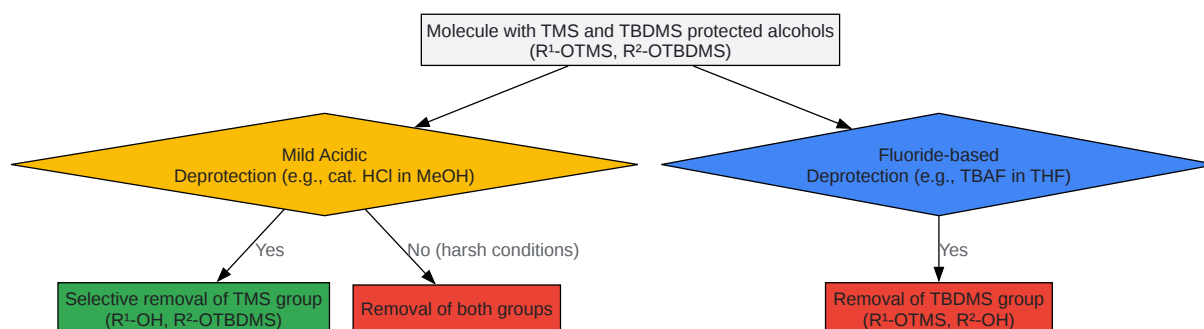 Molecule with TMS and TBDMS protected alcohols
(R¹-OTMS, R²-OTBDMS)
Mild Acidic
Deprotection (e.g., cat. HCl in MeOH)
Fluoride-based
Deprotection (e.g., TBAF in THF)
Yes
No (harsh conditions)
Yes
Selective removal of TMS group
(R¹-OH, R²-OTBDMS)
Removal of both groups
Removal of TBDMS group
(R¹-OTMS, R²-OH)